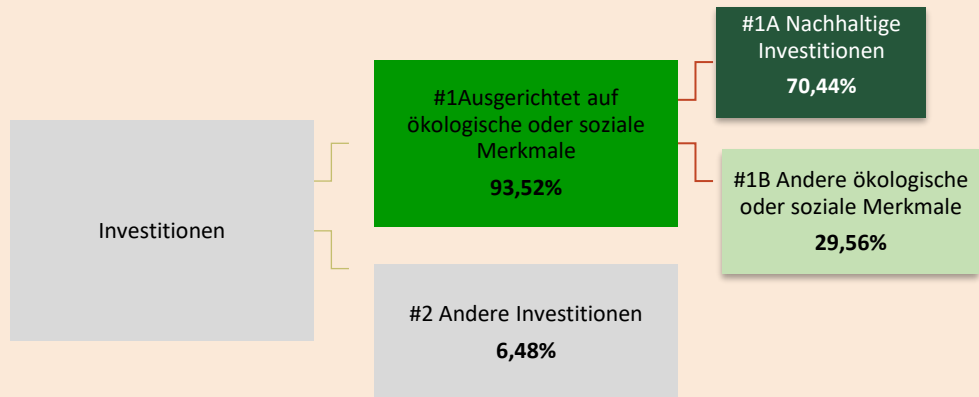 Investitionen
#1Ausgerichtet auf
ökologische oder soziale
Merkmale
93,52%
#2 Andere Investitionen
6,48%
#1A Nachhaltige
Investitionen
70,44%
#1B Andere ökologische
oder soziale Merkmale
29,56%